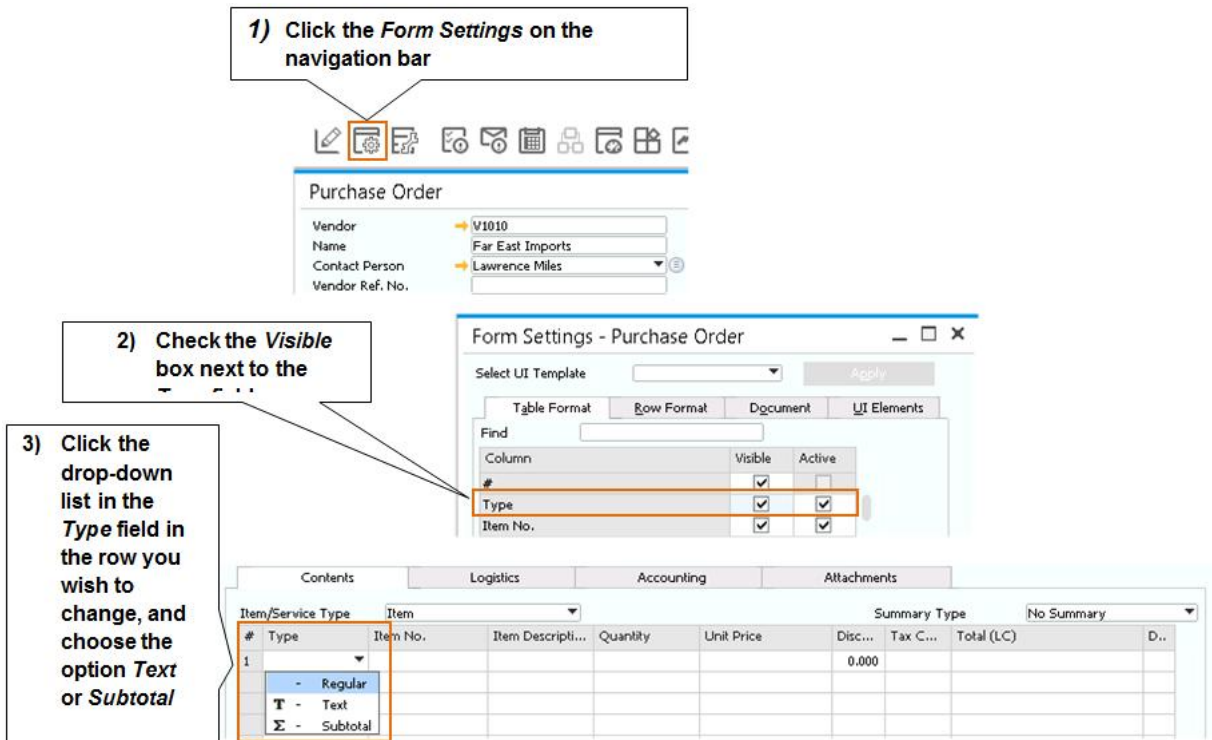 1) Click the Form Settings on the
navigation bar
Purchase Order
Vendor V1010
Name Far East Imports
Contact Person Lawrence Miles
Vendor Ref. No.
2) Check the Visible
box next to the
Form Settings - Purchase Order
Select UI Template Apply
Table Format Row Format Document UI Elements
Find
Column Visible Active
#
Type
Item No.
3) Click the
drop-down
list in the
Type field in
the row you
wish to
change, and
choose the
option Text
or Subtotal
Contents Logistics Accounting Attachments
Item/Service Type Item Summary Type No Summary
# Type Item No. Item Descripti... Quantity Unit Price Disc... Tax C... Total (LC) D..
1 0.000
- Regular
T - Text
Σ - Subtotal